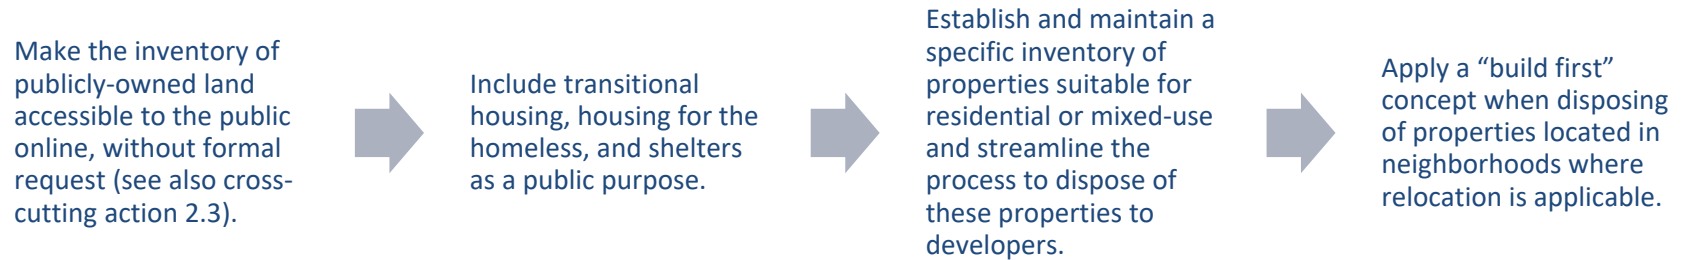 Make the inventory of
publicly-owned land
accessible to the public
online, without formal
request (see also cross-
cutting action 2.3).
Include transitional
housing, housing for the
homeless, and shelters
as a public purpose.
Establish and maintain a
specific inventory of
properties suitable for
residential or mixed-use
and streamline the
process to dispose of
these properties to
developers.
Apply a “build first”
concept when disposing
of properties located in
neighborhoods where
relocation is applicable.